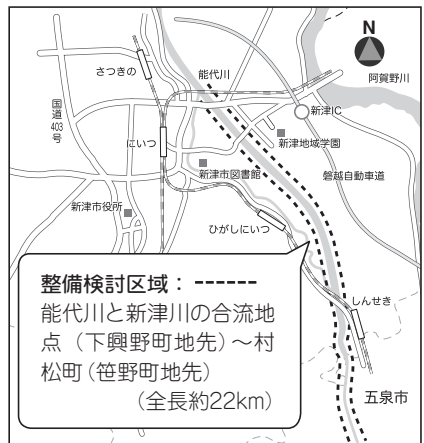 N
さつきの
能代川
阿賀野川
国道
403
号
新津IC
にいつ
新津地域学園
新津市図書館
磐越自動車道
新津市役所
ひがしにいつ
整備検討区域：------
能代川と新津川の合流地
点（下興野町地先）～村
松町（笹野町地先）
（全長約22km）
しんせき
五泉市